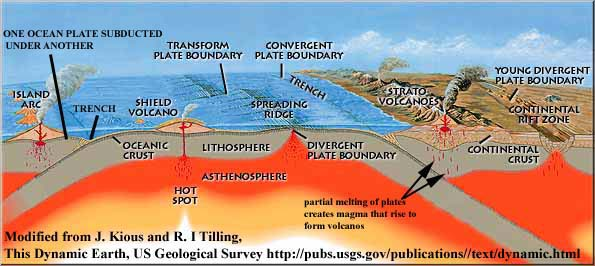 ONE OCEAN PLATE SUBDUCTED
UNDER ANOTHER
TRANSFORM
PLATE BOUNDARY
CONVERGENT
PLATE BOUNDARY
TRENCH
YOUNG DIVERGENT
PLATE BOUNDARY
ISLAND
ARC
TRENCH
SHIELD
VOLCANO
SPREADING
RIDGE
STRATO-
VOLCANOES
CONTINENTAL
RIFT ZONE
OCEANIC
CRUST
LITHOSPHERE
DIVERGENT
PLATE BOUNDARY
CONTINENTAL
CRUST
ASTHENOSPHERE
HOT
SPOT
partial melting of plates
creates magma that rise to
form volcanos
Modified from J. Kious and R. I Tilling,
This Dynamic Earth, US Geological Survey http://pubs.usgs.gov/publications//text/dynamic.html